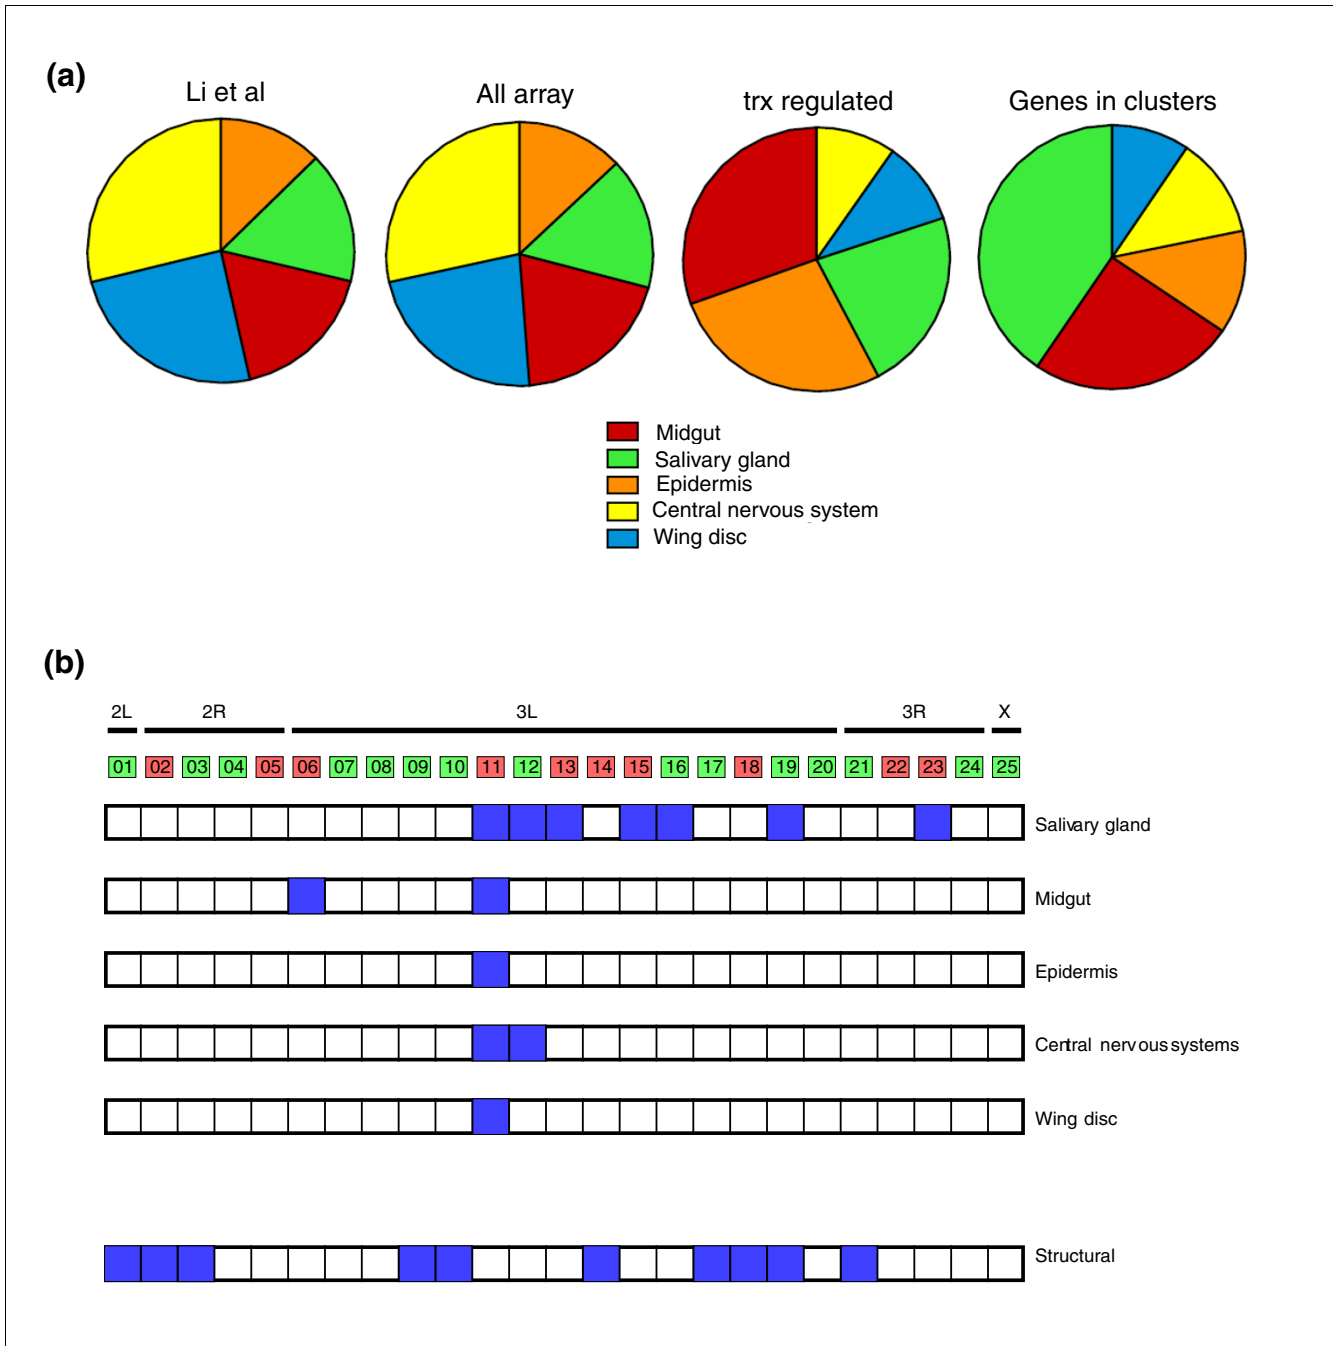 (a)
Li et al
All array
trx regulated
Genes in clusters
Midgut
Salivary gland
Epidermis
Central nervous system
Wing disc
(b)
2L 2R 3L 3R X
01 02 03 04 05 06 07 08 09 10 11 12 13 14 15 16 17 18 19 20 21 22 23 24 25
Salivary gland
Midgut
Epidermis
Central nervous systems
Wing disc
Structural